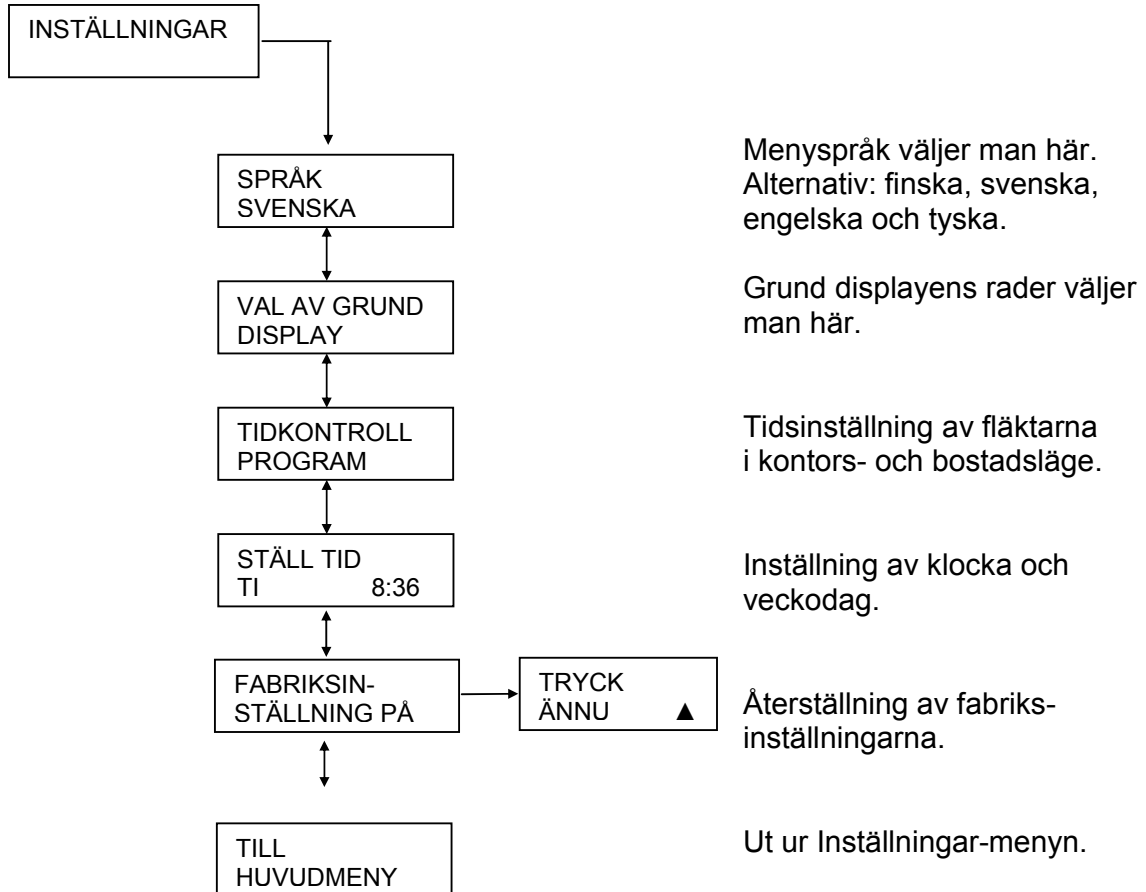 INSTÄLLNINGAR
SPRÅK
SVENSKA
Menyspråk väljer man här.
Alternativ: finska, svenska,
engelska och tyska.
VAL AV GRUND
DISPLAY
Grund displayens rader väljer
man här.
TIDKONTROLL
PROGRAM
Tidsinställning av fläktarna
i kontors- och bostadsläge.
STÄLL TID
TI 8:36
Inställning av klocka och
veckodag.
FABRIKSIN-
STÄLLNING PÅ
TRYCK
ÄNNU ▲
Återställning av fabriks-
inställningarna.
TILL
HUVUDMENY
Ut ur Inställningar-menyn.